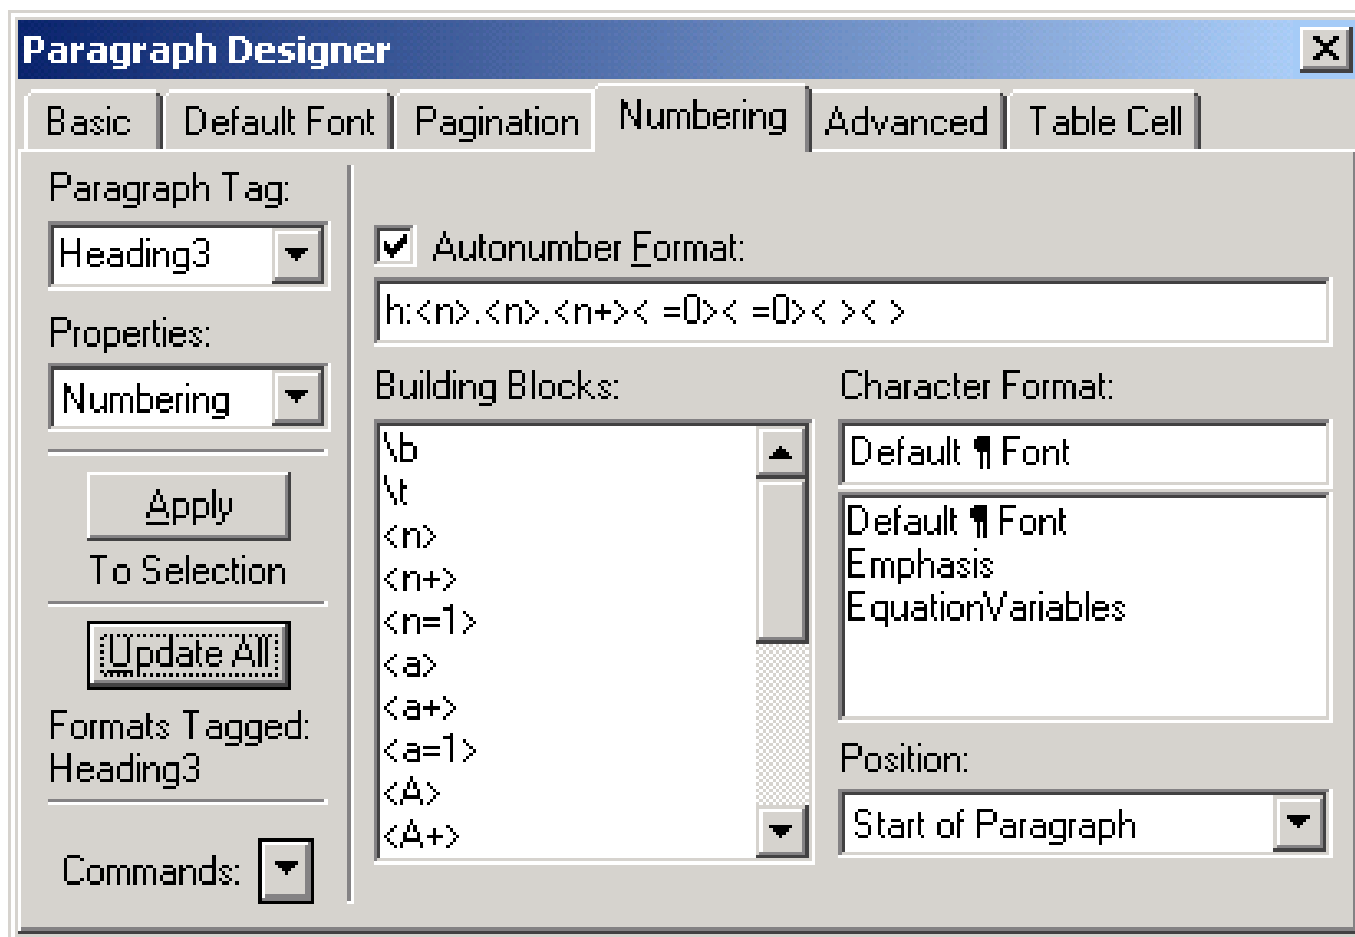 Paragraph Designer
Basic Default Font Pagination Numbering Advanced Table Cell
Paragraph Tag:
Heading3
Properties:
Numbering
Apply
To Selection
Update All
Formats Tagged:
Heading3
Commands:
Autonumber Format:
h:<n>.<n>.<n+>< =0>< =0>< >< >
Building Blocks:
\b
\t
<n>
<n+>
<n=1>
<a>
<a+>
<a=1>
<A>
<A+>
Character Format:
Default ¶ Font
Default ¶ Font
Emphasis
EquationVariables
Position:
Start of Paragraph